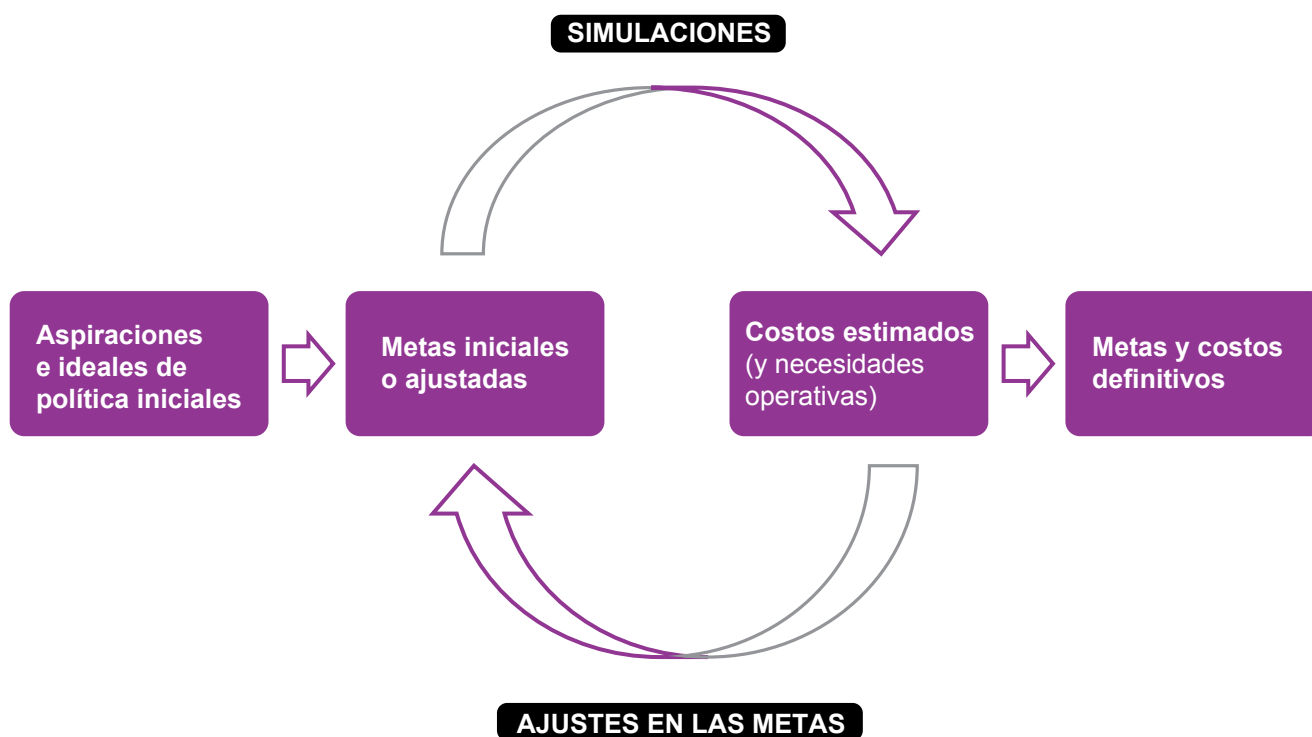 SIMULACIONES
Aspiraciones
e ideales de
política iniciales
Metas iniciales
o ajustadas
Costos estimados
(y necesidades
operativas)
Metas y costos
definitivos
AJUSTES EN LAS METAS